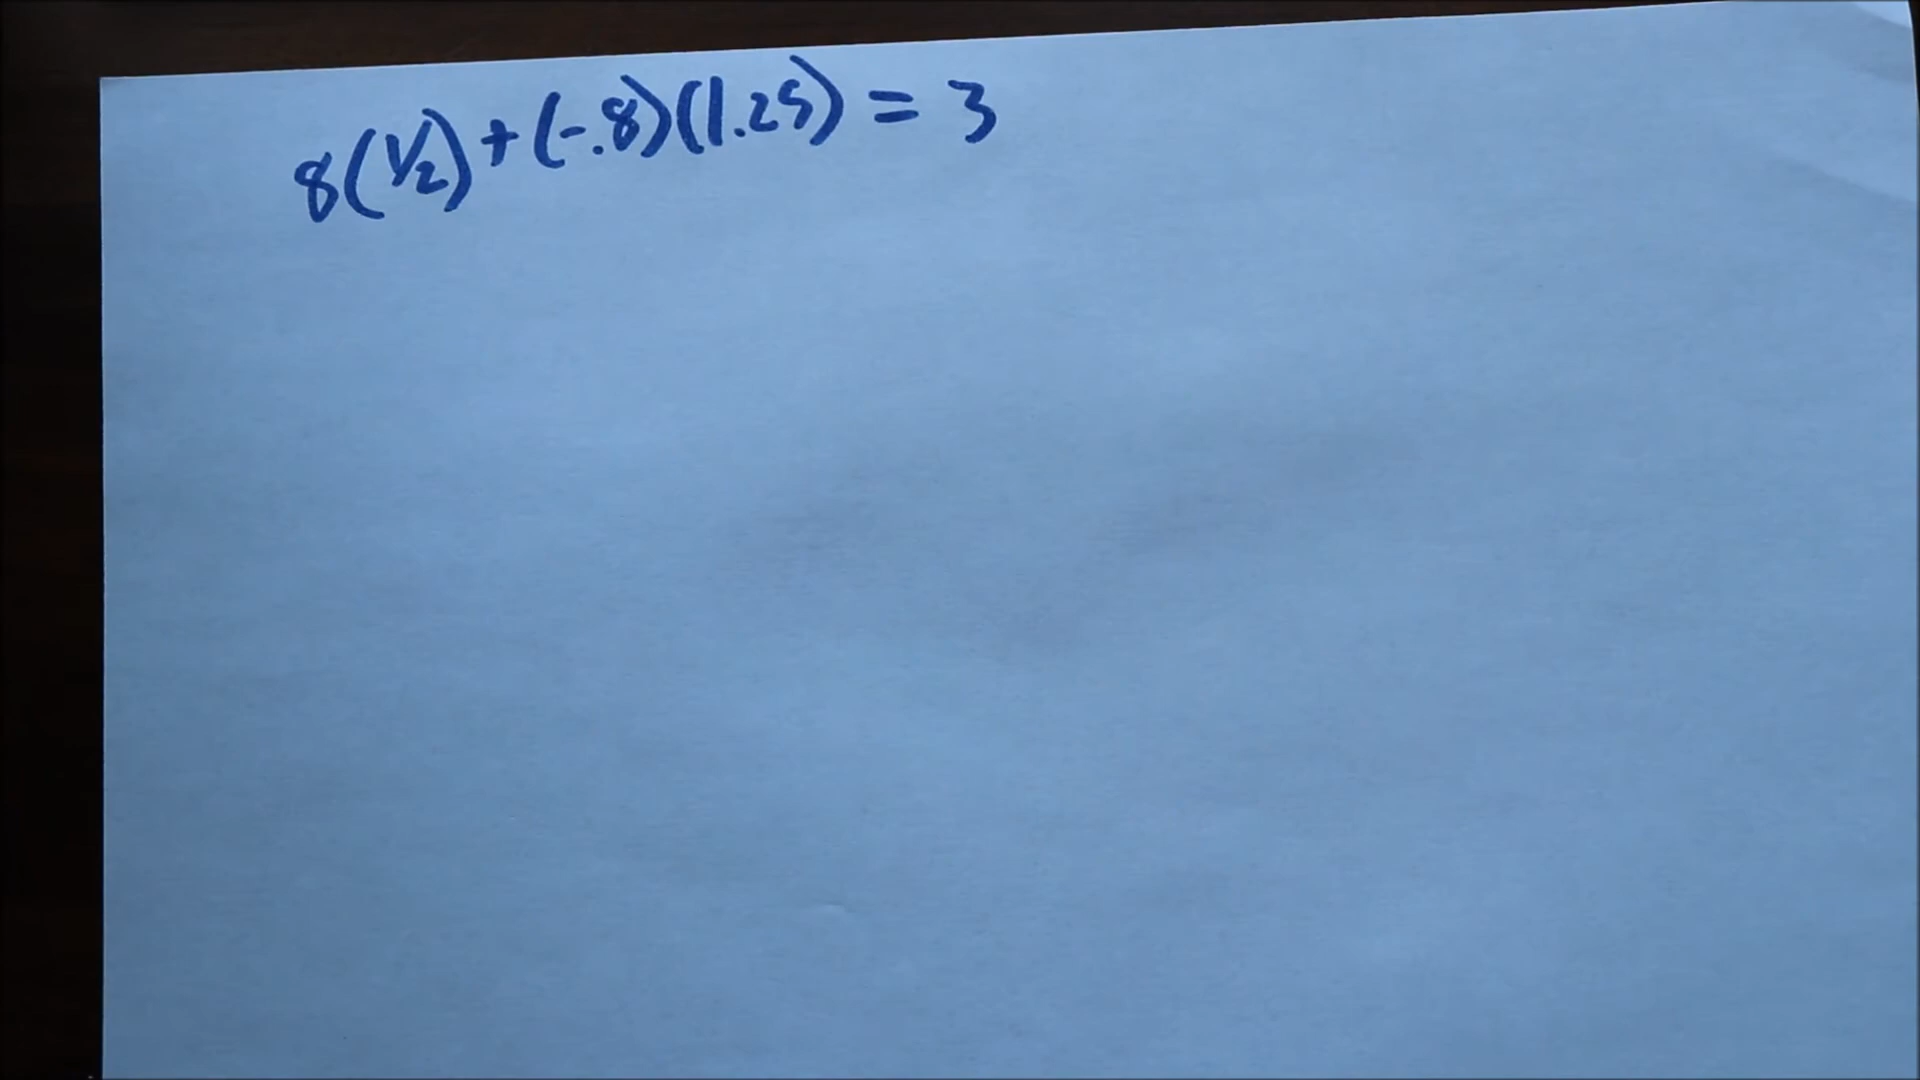 8(1/2) + (-.8)(1.25) = 3